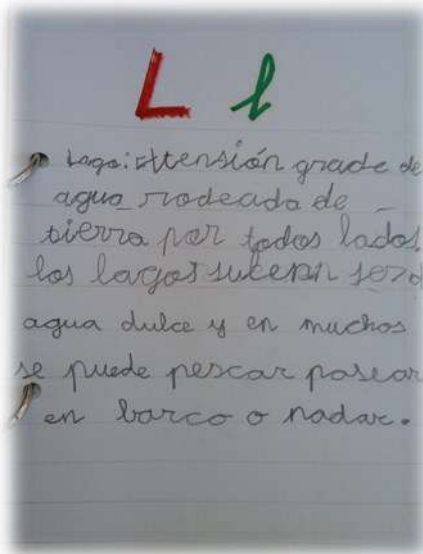 L l
Lago: Extensión grade de
agua rodeada de
tierra por todos lados.
los lagos suelen ser d
agua dulce y en muchos
se puede pescar pasear
en barco o nadar.